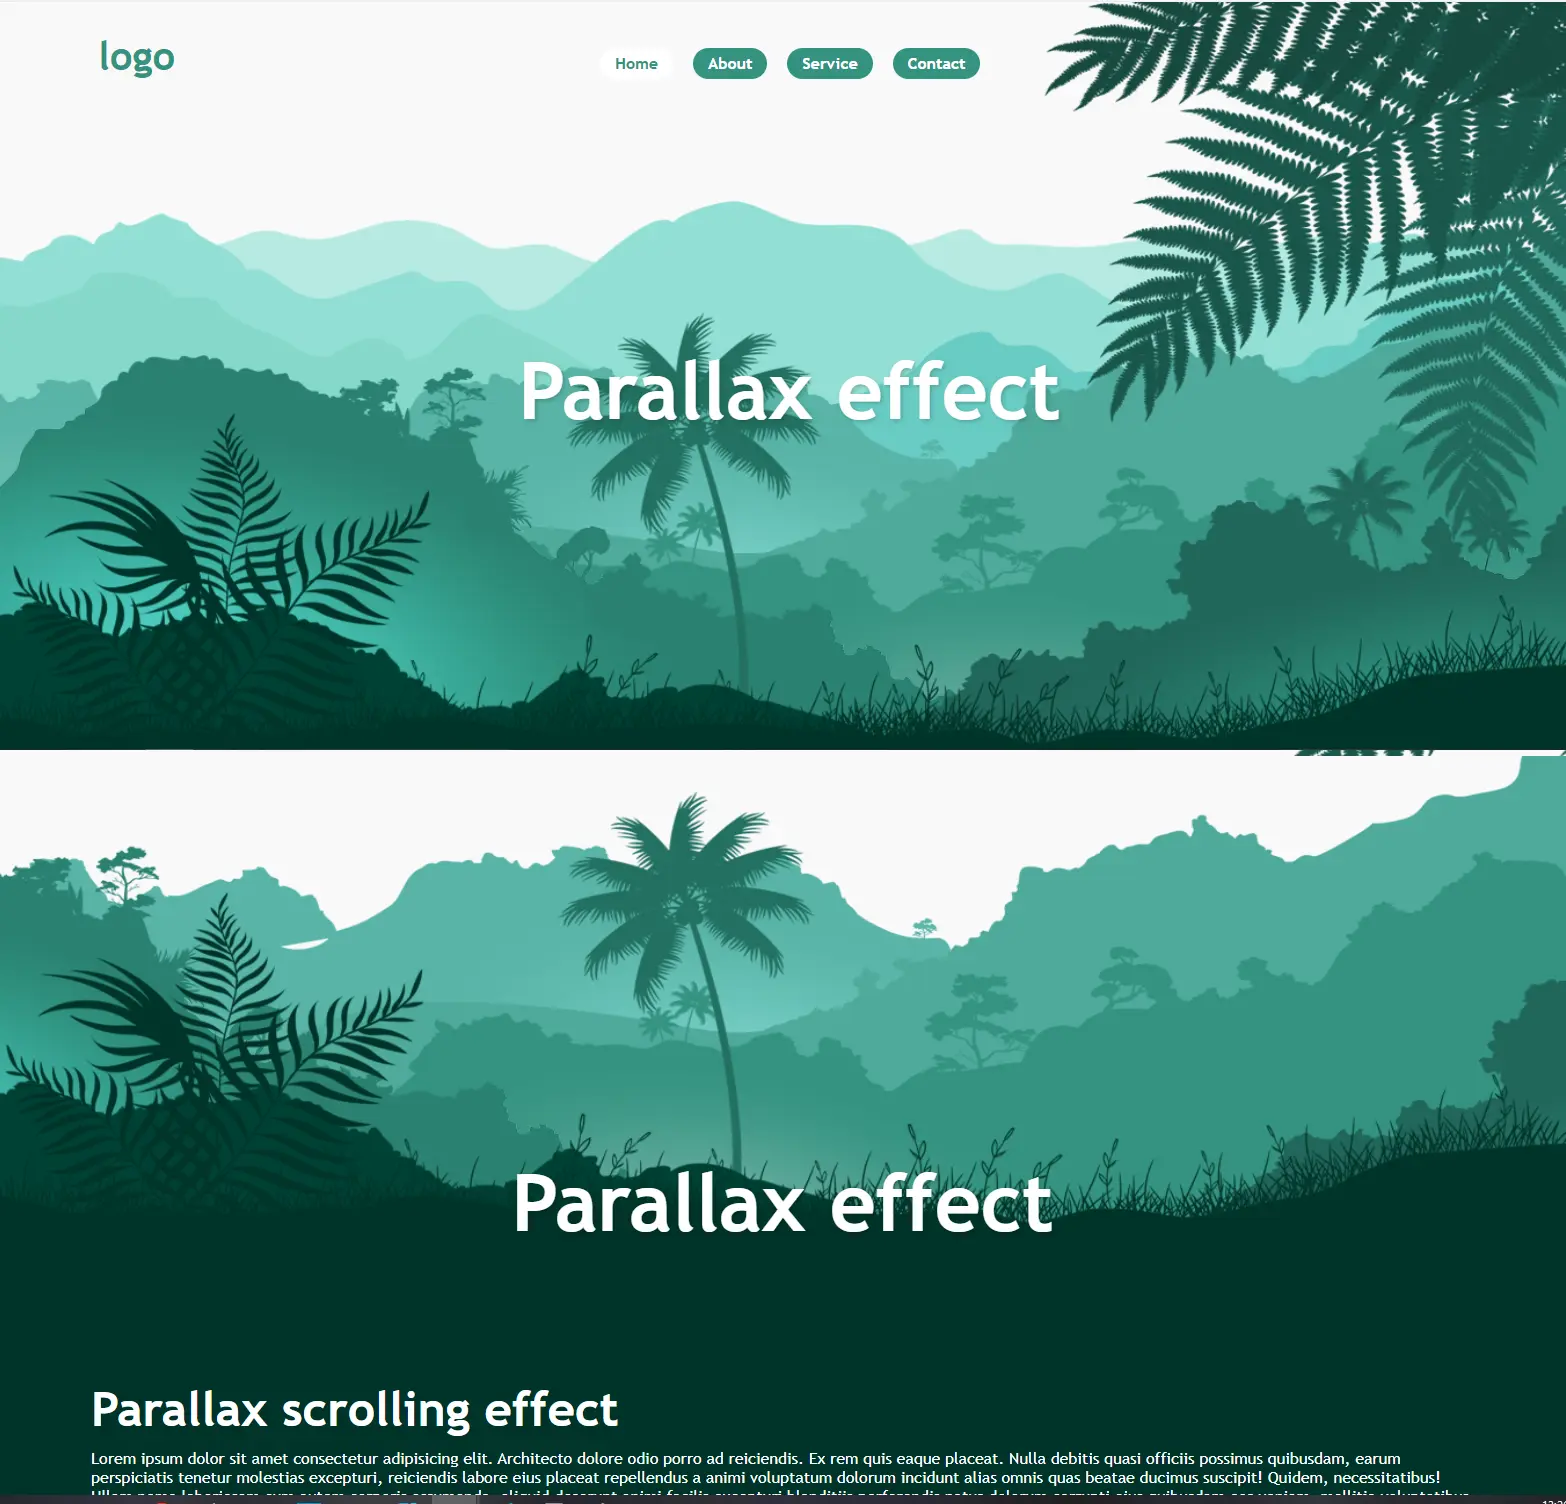 logo
Home About Service Contact
Parallax effect
Parallax effect
Parallax scrolling effect
Lorem ipsum dolor sit amet consectetur adipisicing elit. Architecto dolore odio porro ad reiciendis. Ex rem quis eaque placeat. Nulla debitis quasi officiis possimus quibusdam, earum
perspiciatis tenetur molestias excepturi, reiciendis labore eius placeat repellendus a animi voluptatum dolorum incidunt alias omnis quas beatae ducimus suscipit! Quidem, necessitatibus!